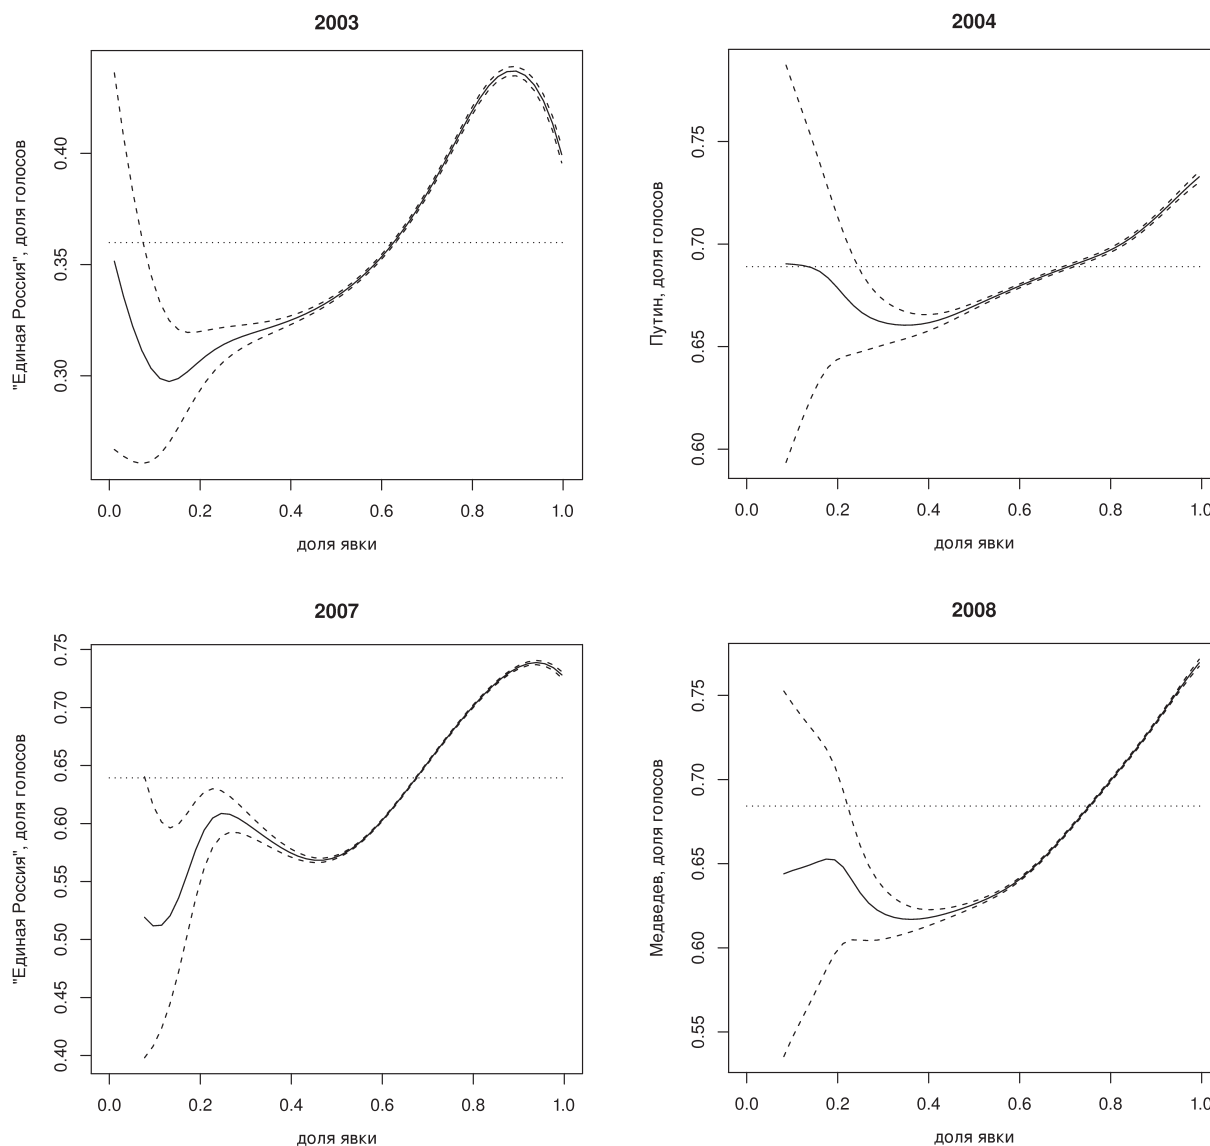 2003
"Единая Россия", доля голосов
0.40
0.35
0.30
0.0 0.2 0.4 0.6 0.8 1.0
доля явки
2004
Путин, доля голосов
0.75
0.70
0.65
0.60
0.0 0.2 0.4 0.6 0.8 1.0
доля явки
2007
"Единая Россия", доля голосов
0.75
0.70
0.65
0.60
0.55
0.50
0.45
0.40
0.0 0.2 0.4 0.6 0.8 1.0
доля явки
2008
Медведев, доля голосов
0.75
0.70
0.65
0.60
0.55
0.0 0.2 0.4 0.6 0.8 1.0
доля явки